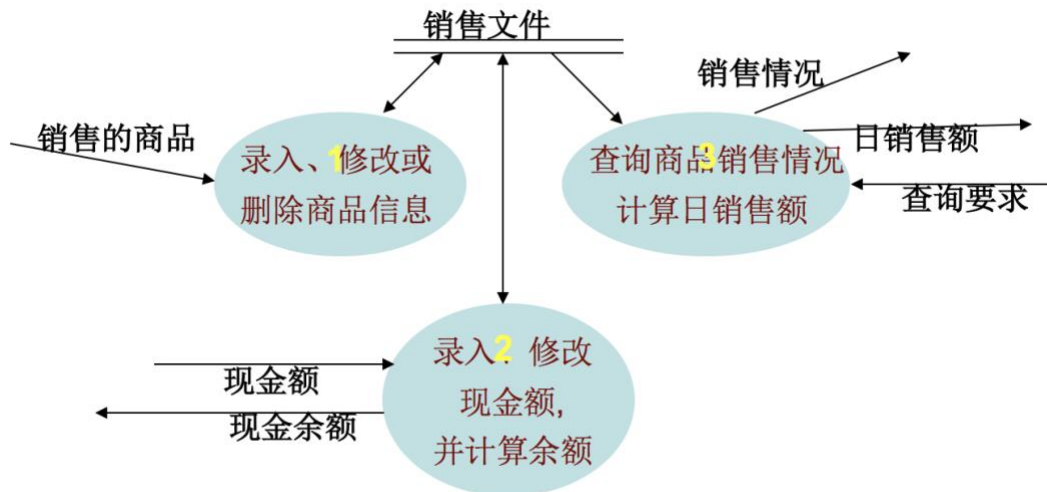 销售文件
销售情况
销售的商品
日销售额
查询要求
1
录入、修改或
删除商品信息
3
查询商品销售情况
计算日销售额
2
录入、修改
现金额,
并计算余额
现金额
现金余额